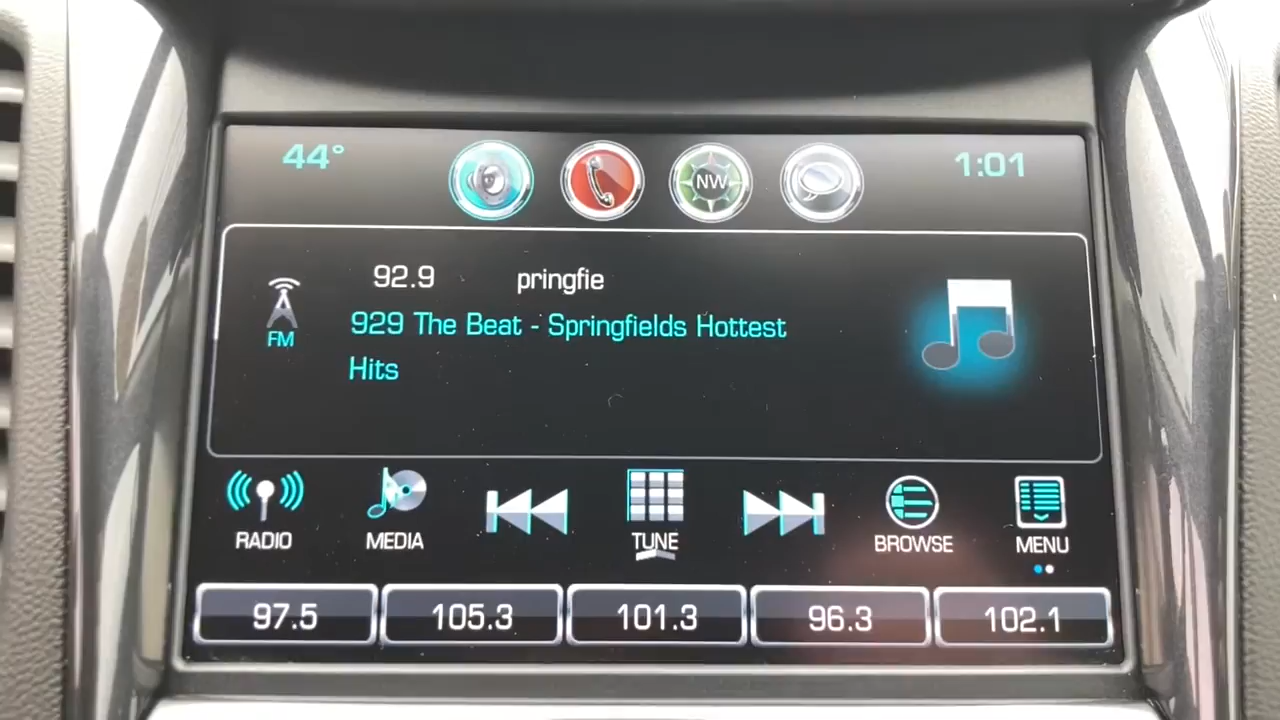 44° NW 1:01
92.9 pringfie
FM
929 The Beat - Springfields Hottest
Hits
RADIO MEDIA TUNE BROWSE MENU
97.5 105.3 101.3 96.3 102.1